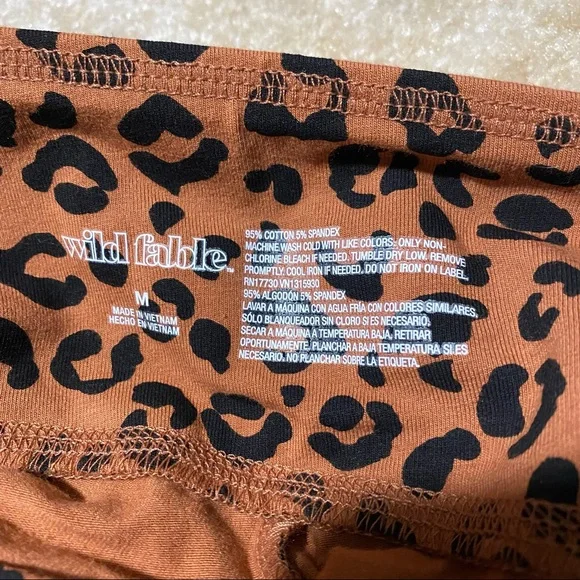 wild fable™
M
MADE IN VIETNAM
HECHO EN VIETNAM
95% COTTON 5% SPANDEX
MACHINE WASH COLD WITH LIKE COLORS; ONLY NON-
CHLORINE BLEACH IF NEEDED. TUMBLE DRY LOW. REMOVE
PROMPTLY; COOL IRON IF NEEDED. DO NOT IRON ON LABEL.
RN17730 VN1315930
95% ALGODÓN 5% SPANDEX
LAVAR A MÁQUINA CON AGUA FRÍA CON COLORES SIMILARES,
SÓLO BLANQUEADOR SIN CLORO SI ES NECESARIO.
SECAR A MÁQUINA A TEMPERATURA BAJA, RETIRAR
OPORTUNAMENTE. PLANCHAR A BAJA TEMPERATURA SI ES
NECESARIO. NO PLANCHAR SOBRE LA ETIQUETA.